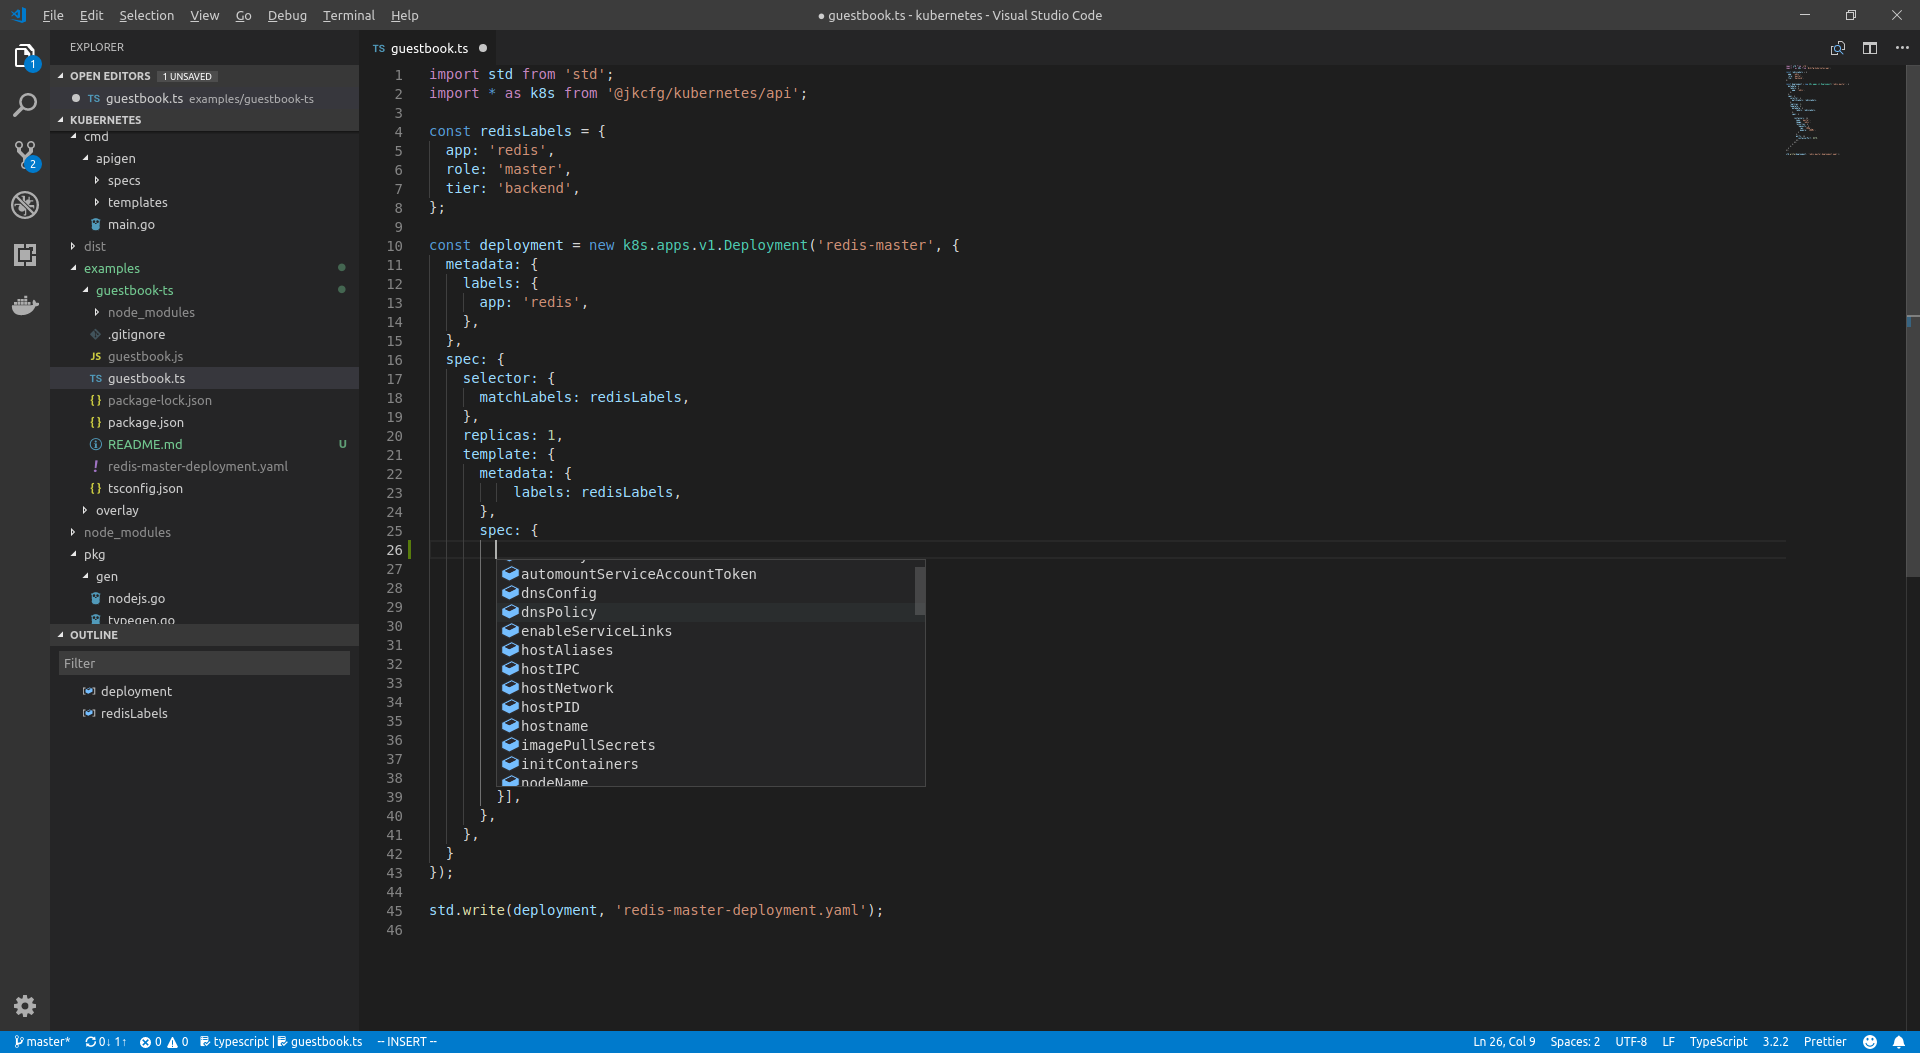 File Edit Selection View Go Debug Terminal Help
● guestbook.ts - kubernetes - Visual Studio Code
EXPLORER
OPEN EDITORS 1 UNSAVED
TS guestbook.ts examples/guestbook-ts
KUBERNETES
cmd
apigen
specs
templates
main.go
dist
examples
guestbook-ts
node_modules
.gitignore
JS guestbook.js
TS guestbook.ts
{} package-lock.json
{} package.json
README.md U
! redis-master-deployment.yaml
{} tsconfig.json
overlay
node_modules
pkg
gen
nodejs.go
typegen.go
OUTLINE
Filter
deployment
redisLabels
1
2
TS guestbook.ts
1 import std from 'std';
2 import * as k8s from '@jkcfg/kubernetes/api';
3
4 const redisLabels = {
5 app: 'redis',
6 role: 'master',
7 tier: 'backend',
8 };
9
10 const deployment = new k8s.apps.v1.Deployment('redis-master', {
11 metadata: {
12 labels: {
13 app: 'redis',
14 },
15 },
16 spec: {
17 selector: {
18 matchLabels: redisLabels,
19 },
20 replicas: 1,
21 template: {
22 metadata: {
23 labels: redisLabels,
24 },
25 spec: {
26
27
28
29
30
31
32
33
34
35
36
37
38
automountServiceAccountToken
dnsConfig
dnsPolicy
enableServiceLinks
hostAliases
hostIPC
hostNetwork
hostPID
hostname
imagePullSecrets
initContainers
nodeName
39 }],
40 },
41 },
42 }
43 });
44
45 std.write(deployment, 'redis-master-deployment.yaml');
46
master* 0↓ 1↑ 0 0 typescript | guestbook.ts -- INSERT --
Ln 26, Col 9 Spaces: 2 UTF-8 LF TypeScript 3.2.2 Prettier